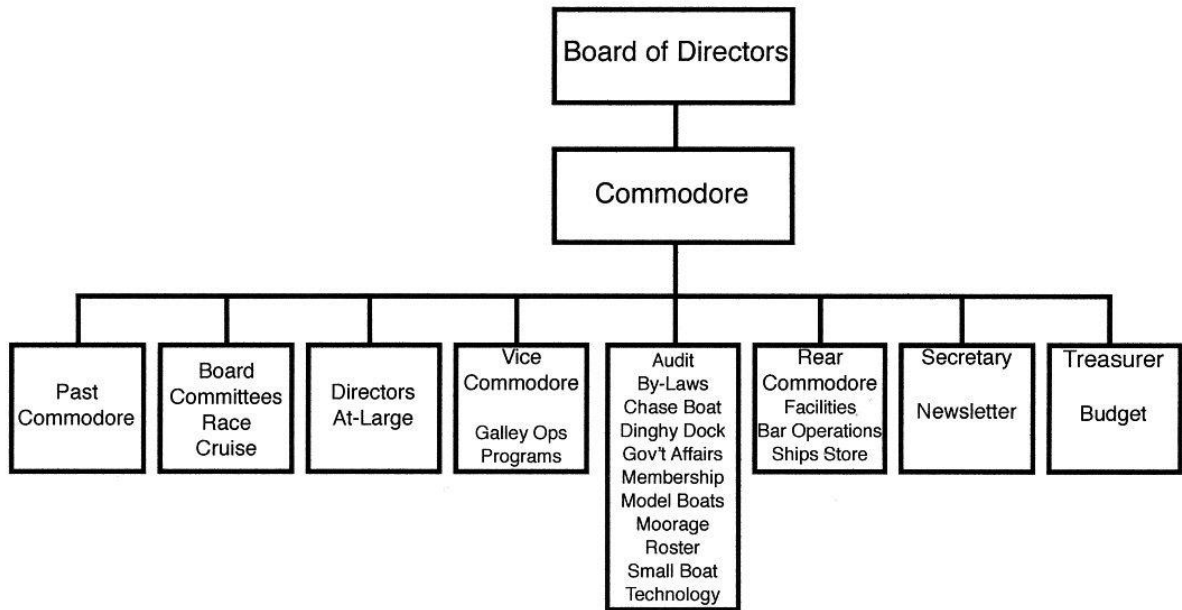 Board of Directors
Commodore
Past
Commodore
Board
Committees
Race
Cruise
Directors
At-Large
Vice
Commodore
Galley Ops
Programs
Audit
By-Laws
Chase Boat
Dinghy Dock
Gov't Affairs
Membership
Model Boats
Moorage
Roster
Small Boat
Technology
Rear
Commodore
Facilities
Bar Operations
Ships Store
Secretary
Newsletter
Treasurer
Budget